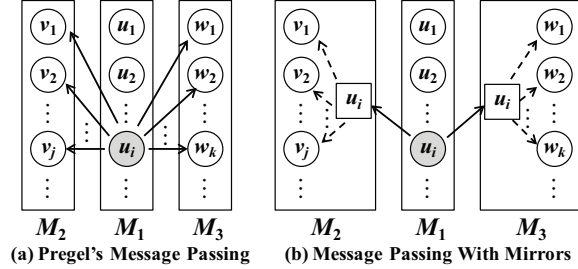 v1 u1 w1 v1 u1 w1
v2 u2 w2 v2 u2 w2
ui ui
vj ui wk vj ui wk
M2 M1 M3 M2 M1 M3
(a) Pregel's Message Passing (b) Message Passing With Mirrors